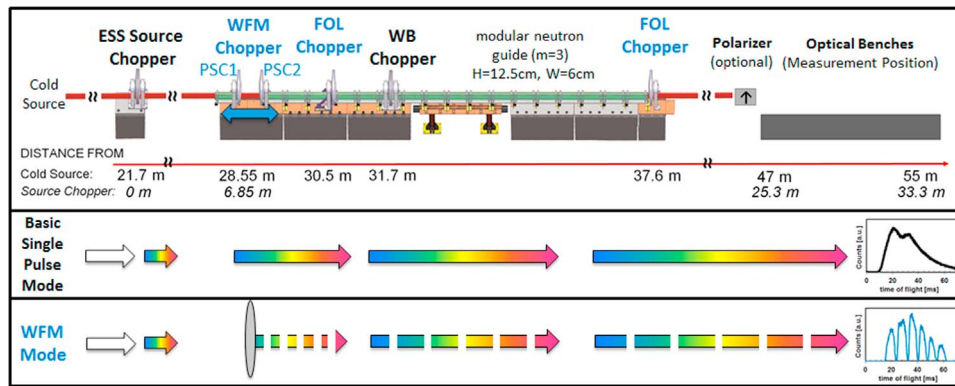 ESS Source
Chopper
WFM
Chopper
PSC1
PSC2
FOL
Chopper
WB
Chopper
modular neutron
guide (m=3)
H=12.5cm, W=6cm
FOL
Chopper
Polarizer
(optional)
Optical Benches
(Measurement Position)
Cold
Source
DISTANCE FROM
Cold Source: 21.7 m 28.55 m 30.5 m 31.7 m 37.6 m 47 m 55 m
Source Chopper: 0 m 6.85 m 25.3 m 33.3 m
Basic
Single
Pulse
Mode
Counts [a.u.]
0 20 40 60
time of flight [ms]
WFM
Mode
Counts [a.u.]
0 20 40 60
time of flight [ms]